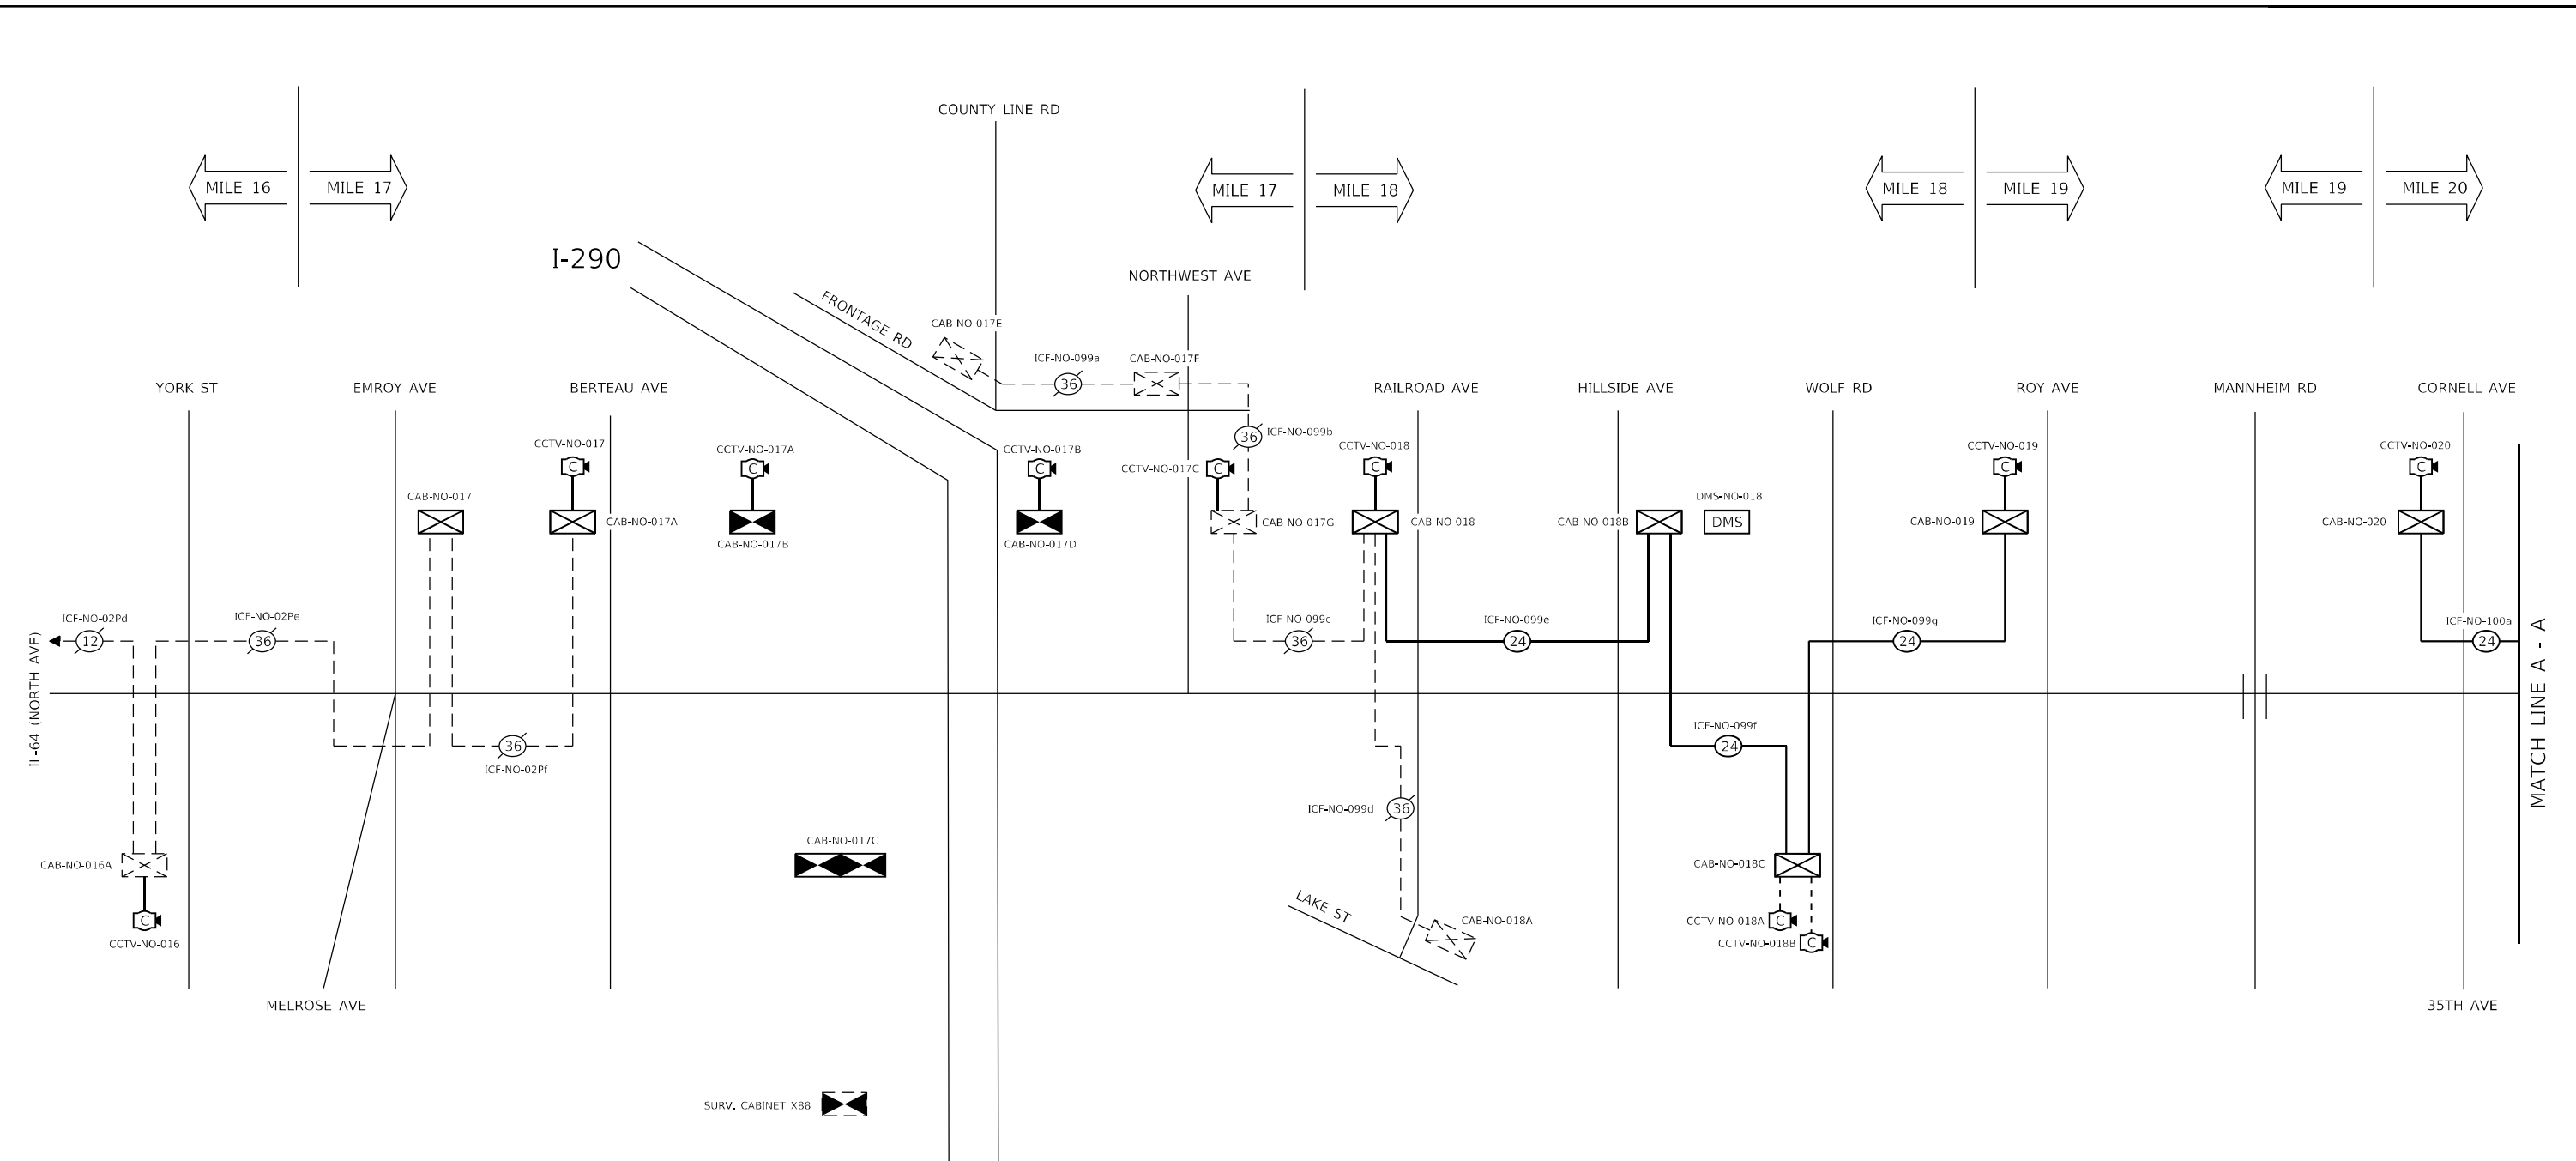 COUNTY LINE RD
MILE 16
MILE 17
MILE 17
MILE 18
MILE 18
MILE 19
MILE 19
MILE 20
I-290
NORTHWEST AVE
FRONTAGE RD
CAB-NO-017E
ICF-NO-099a
36
CAB-NO-017F
YORK ST
EMROY AVE
BERTEAU AVE
RAILROAD AVE
HILLSIDE AVE
WOLF RD
ROY AVE
MANNHEIM RD
CORNELL AVE
36
ICF-NO-099b
CCTV-NO-017
C
CCTV-NO-017A
C
CCTV-NO-017B
C
CCTV-NO-017C
C
CCTV-NO-018
C
CCTV-NO-019
C
CCTV-NO-020
C
CAB-NO-017
CAB-NO-017A
CAB-NO-017B
CAB-NO-017D
CAB-NO-017G
CAB-NO-018
CAB-NO-018B
DMS-NO-018
DMS
CAB-NO-019
CAB-NO-020
IL-64 (NORTH AVE)
ICF-NO-02Pd
12
ICF-NO-02Pe
36
ICF-NO-099c
36
ICF-NO-099e
24
ICF-NO-099g
24
ICF-NO-100a
24
MATCH LINE A - A
36
ICF-NO-02Pf
ICF-NO-099f
24
ICF-NO-099d
36
CAB-NO-016A
C
CCTV-NO-016
CAB-NO-017C
LAKE ST
CAB-NO-018A
CAB-NO-018C
CCTV-NO-018A
C
CCTV-NO-018B
C
MELROSE AVE
35TH AVE
SURV. CABINET X88